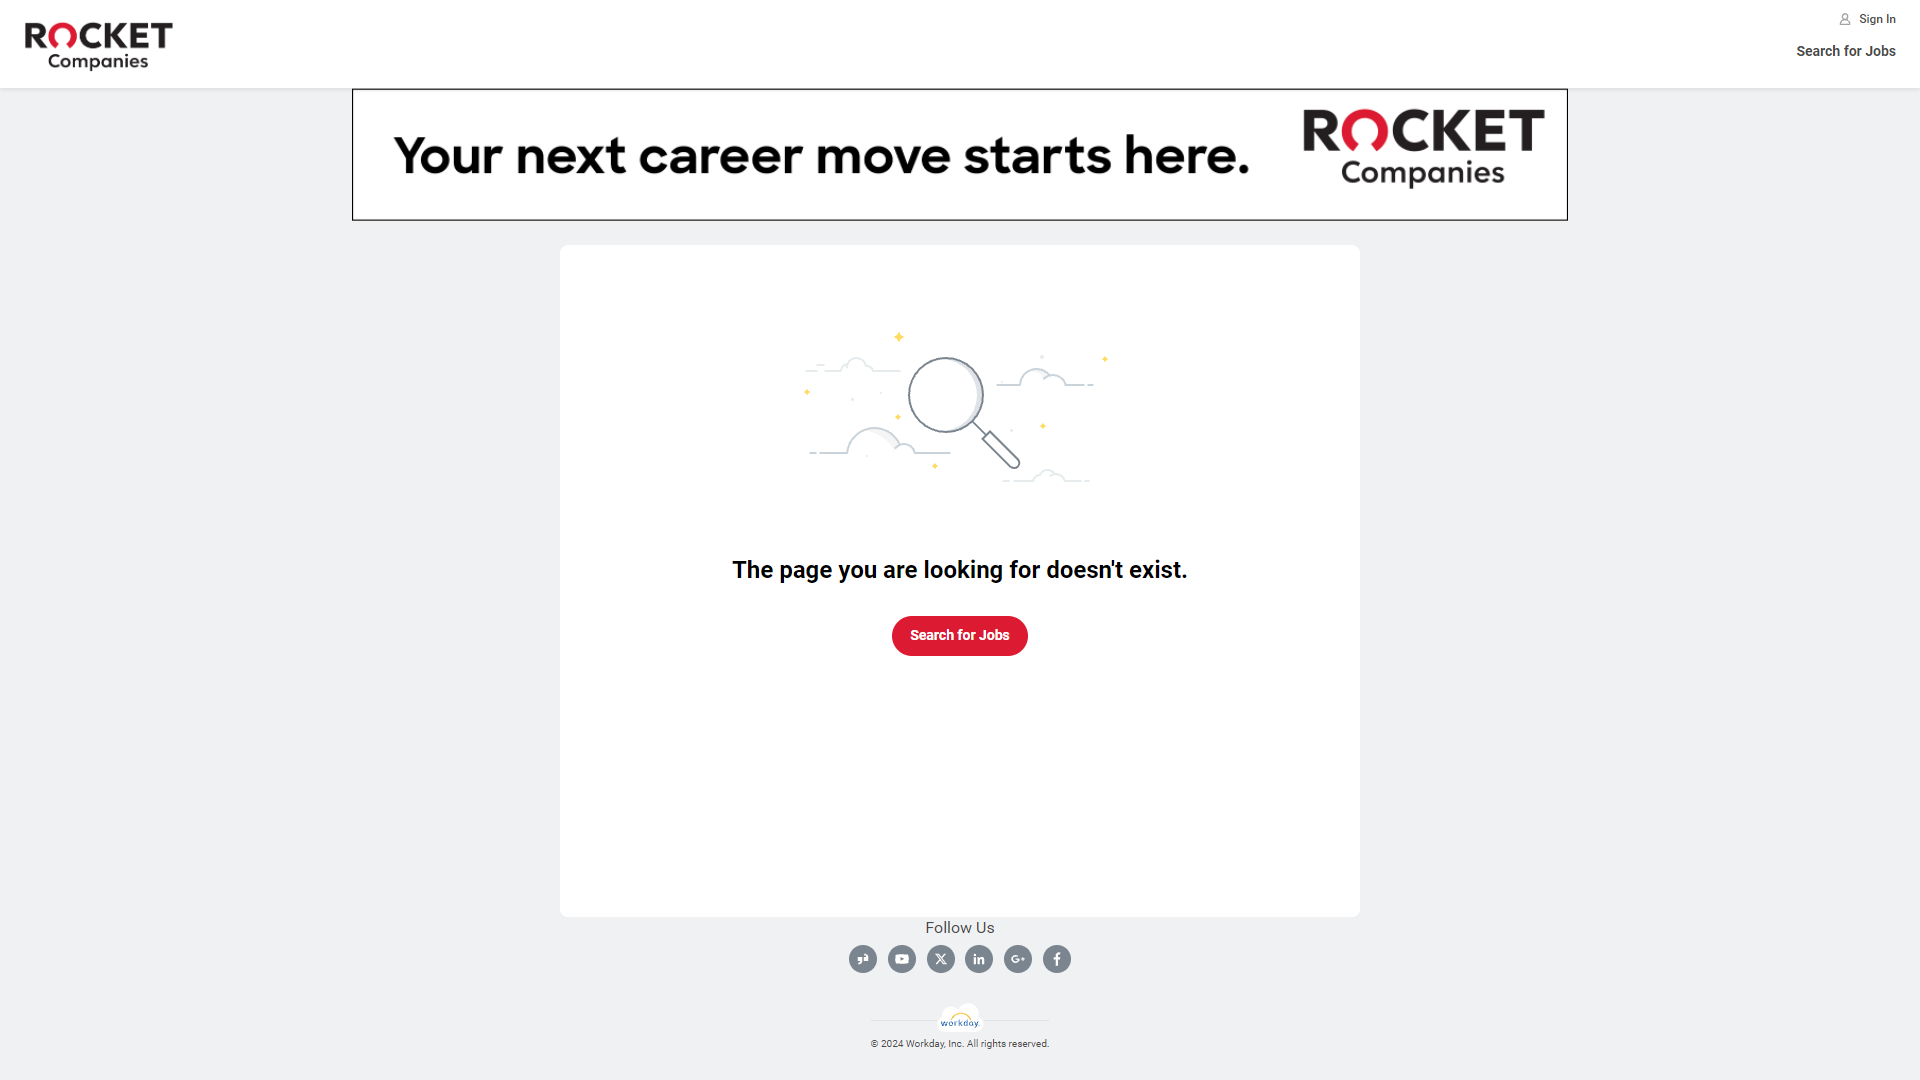 ROCKET
Companies
Sign In
Search for Jobs
Your next career move starts here.
ROCKET
Companies
The page you are looking for doesn't exist.
Search for Jobs
Follow Us
workday.
© 2024 Workday, Inc. All rights reserved.